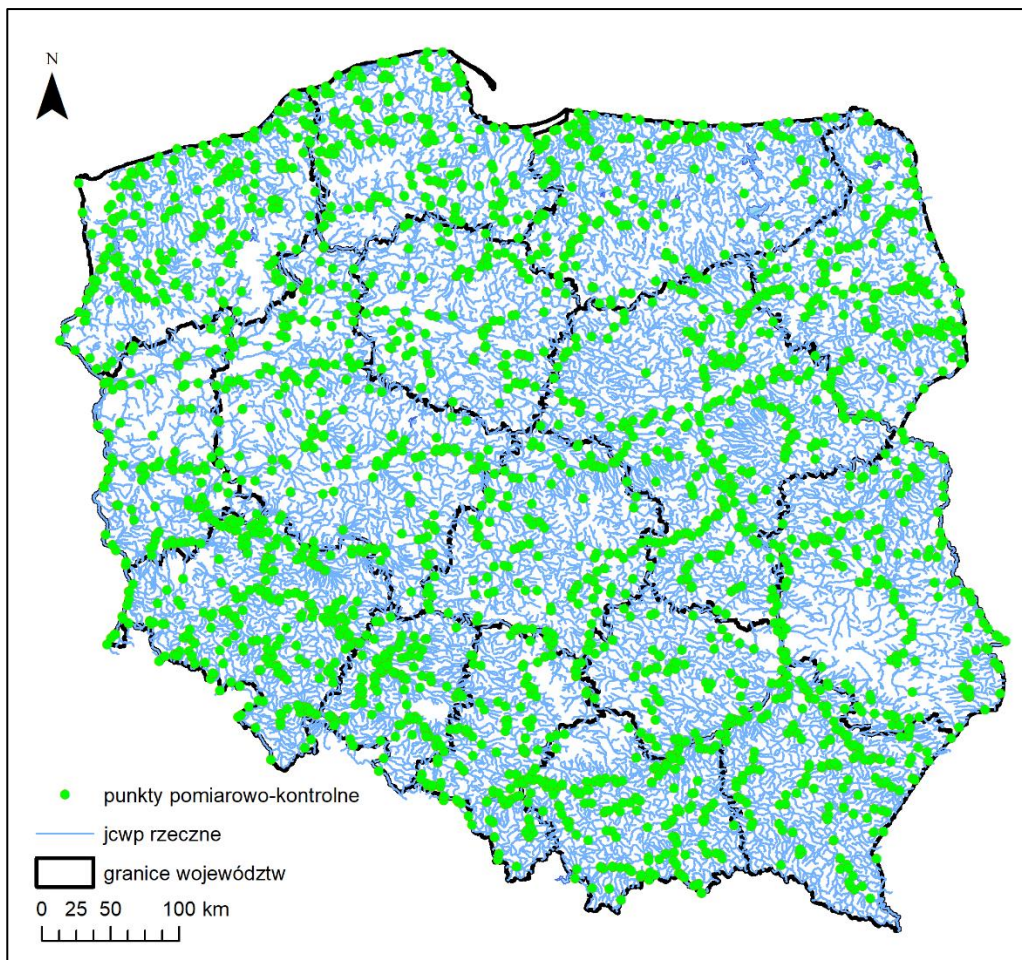 N
punkty pomiarowo-kontrolne
jcwp rzeczne
granice województw
0 25 50 100 km